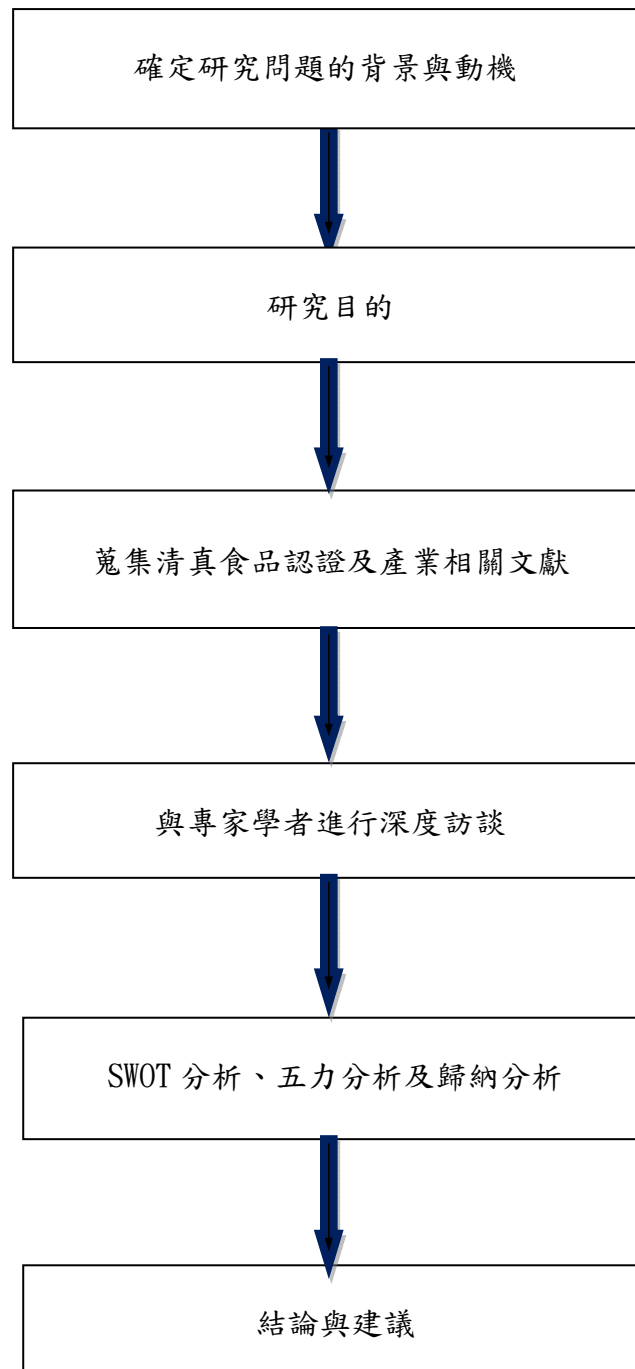 確定研究問題的背景與動機
研究目的
蒐集清真食品認證及產業相關文獻
與專家學者進行深度訪談
SWOT 分析、五力分析及歸納分析
結論與建議